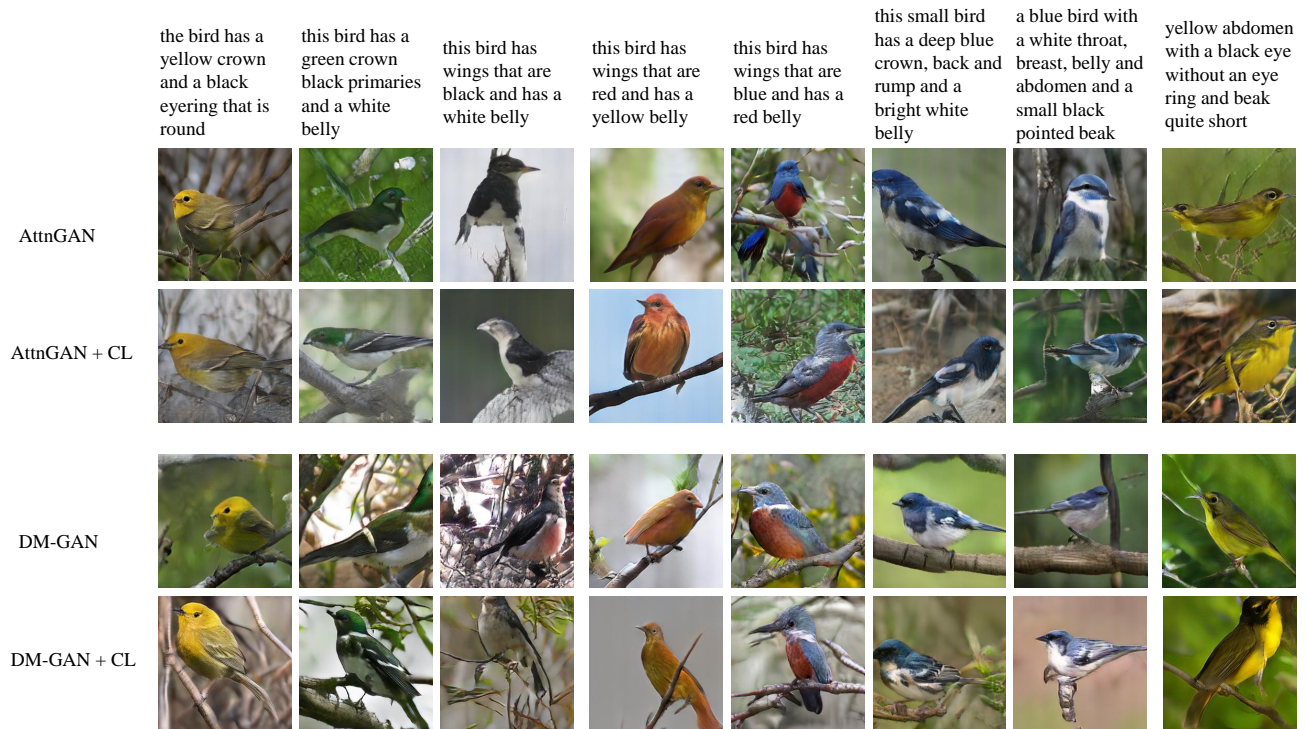 the bird has a
yellow crown
and a black
eyering that is
round
this bird has a
green crown
black primaries
and a white
belly
this bird has
wings that are
black and has a
white belly
this bird has
wings that are
red and has a
yellow belly
this bird has
wings that are
blue and has a
red belly
this small bird
has a deep blue
crown, back and
rump and a
bright white
belly
a blue bird with
a white throat,
breast, belly and
abdomen and a
small black
pointed beak
yellow abdomen
with a black eye
without an eye
ring and beak
quite short
AttnGAN
AttnGAN + CL
DM-GAN
DM-GAN + CL